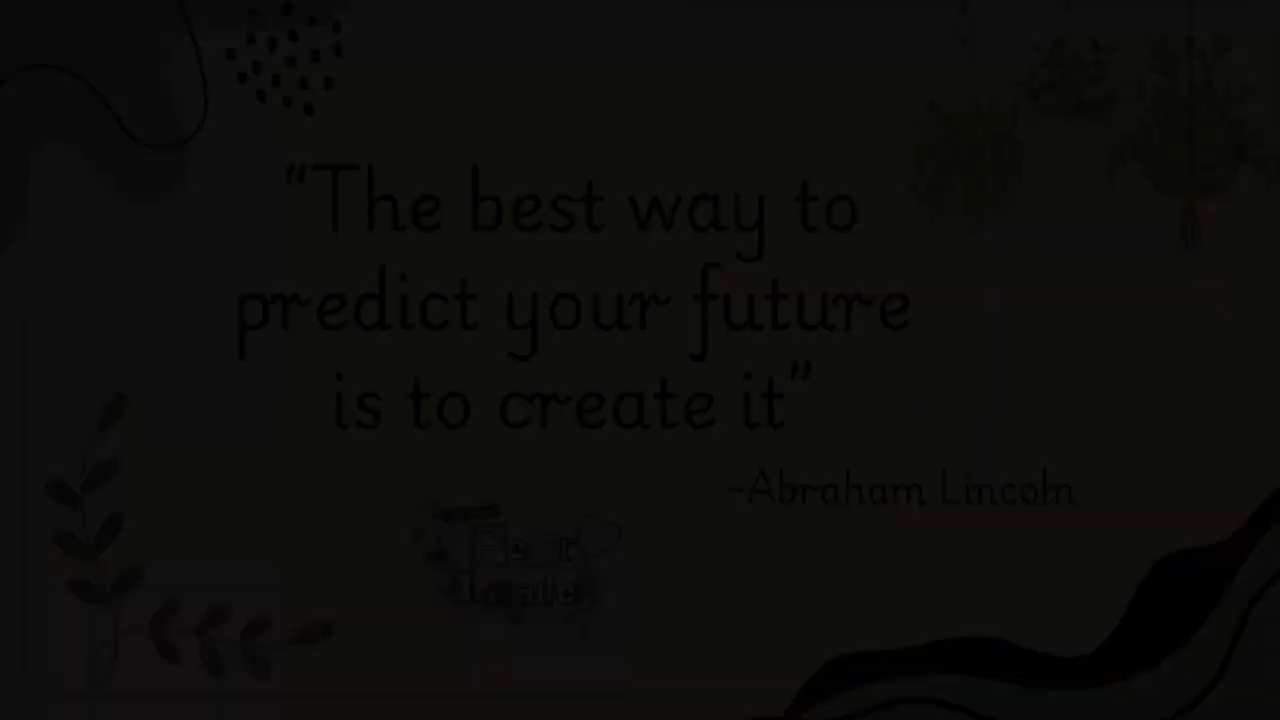 “The best way to
predict your future
is to create it”
-Abraham Lincoln